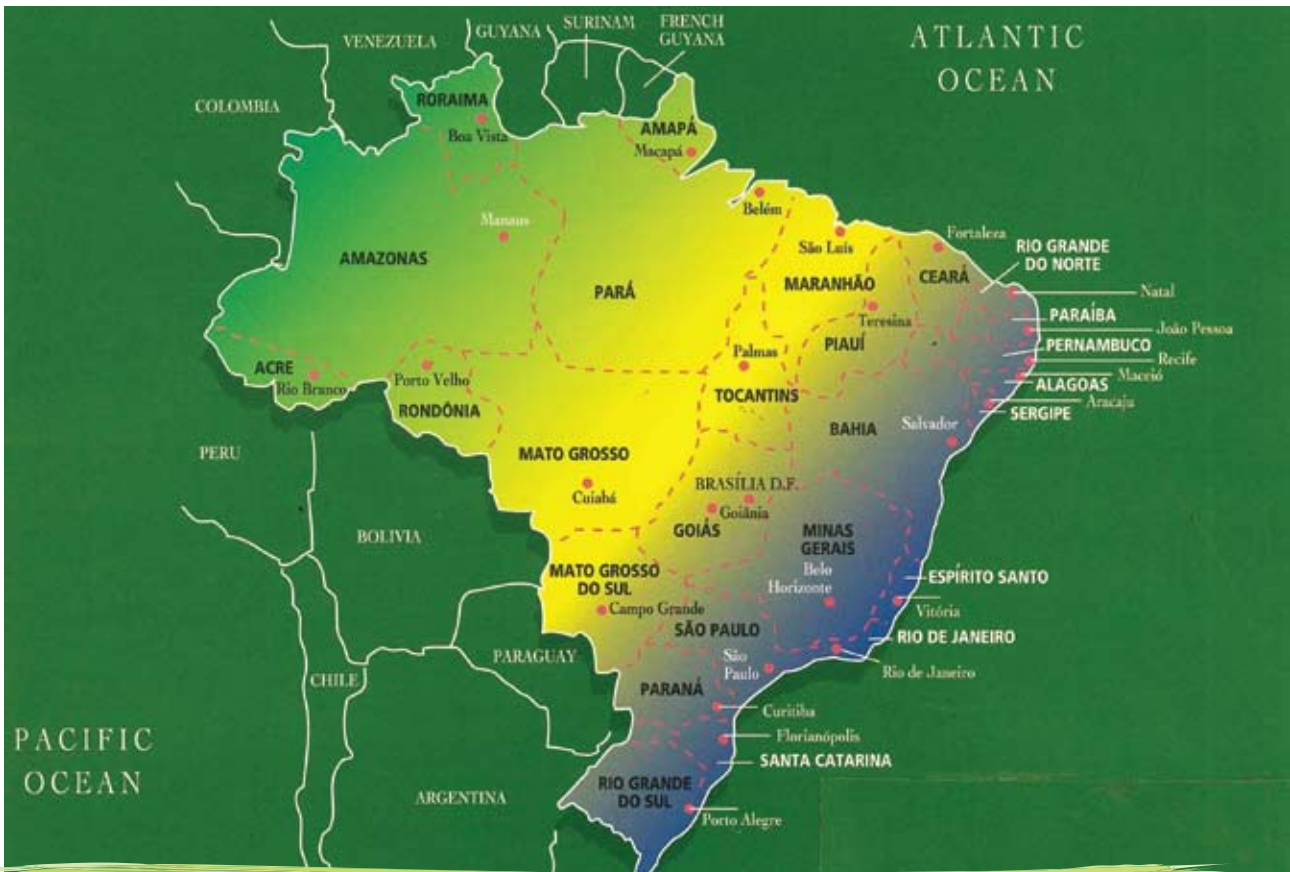 SURINAM
FRENCH
GUYANA
GUYANA
VENEZUELA
ATLANTIC
OCEAN
COLOMBIA
RORAIMA
Boa Vista
AMAPÁ
Macapá
Belém
Manaus
São Luís
Fortaleza
RIO GRANDE
DO NORTE
AMAZONAS
CEARÁ
MARANHÃO
PARÁ
Natal
Teresina
PARAÍBA
João Pessoa
PIAUÍ
PERNAMBUCO
Palmas
Recife
ACRE
Rio Branco
Porto Velho
Maceió
ALAGOAS
TOCANTINS
Aracaju
RONDÔNIA
SERGIPE
BAHIA
Salvador
PERU
MATO GROSSO
Cuiabá
BRASÍLIA D.F.
Goiânia
GOIÁS
MINAS
GERAIS
BOLIVIA
MATO GROSSO
DO SUL
Belo
Horizonte
ESPÍRITO SANTO
Campo Grande
Vitória
SÃO PAULO
RIO DE JANEIRO
PARAGUAY
São
Paulo
Rio de Janeiro
CHILE
PARANÁ
Curitiba
PACIFIC
OCEAN
Florianópolis
SANTA CATARINA
RIO GRANDE
DO SUL
ARGENTINA
Porto Alegre